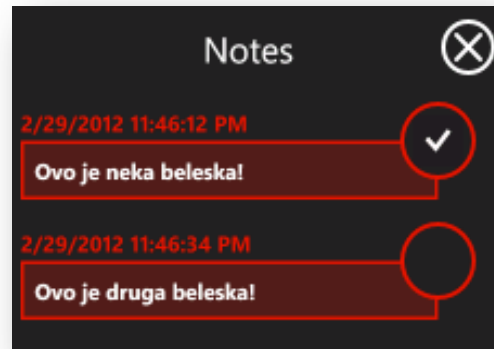 Notes
2/29/2012 11:46:12 PM
Ovo je neka beleska!
2/29/2012 11:46:34 PM
Ovo je druga beleska!